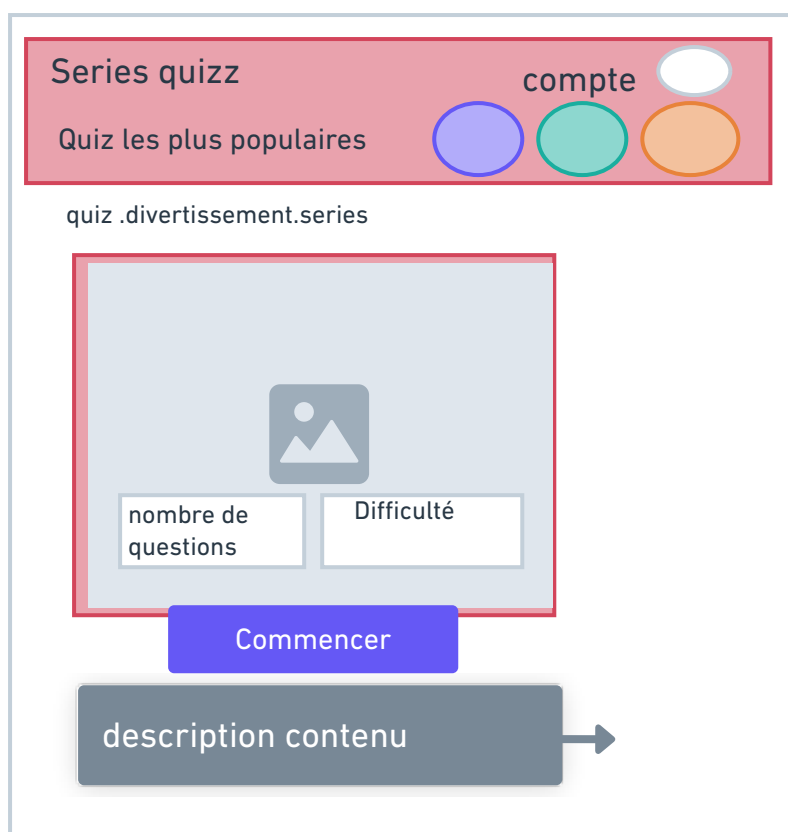 Series quizz
compte
Quiz les plus populaires
quiz .divertissement.series
nombre de
questions
Difficulté
Commencer
description contenu